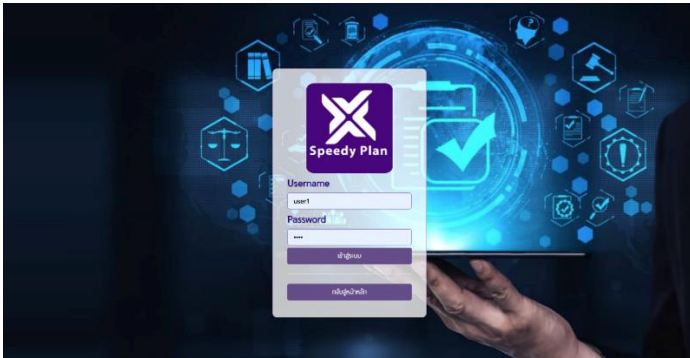 Speedy Plan
Username
user1
Password
••••
เข้าสู่ระบบ
กลับสู่หน้าหลัก